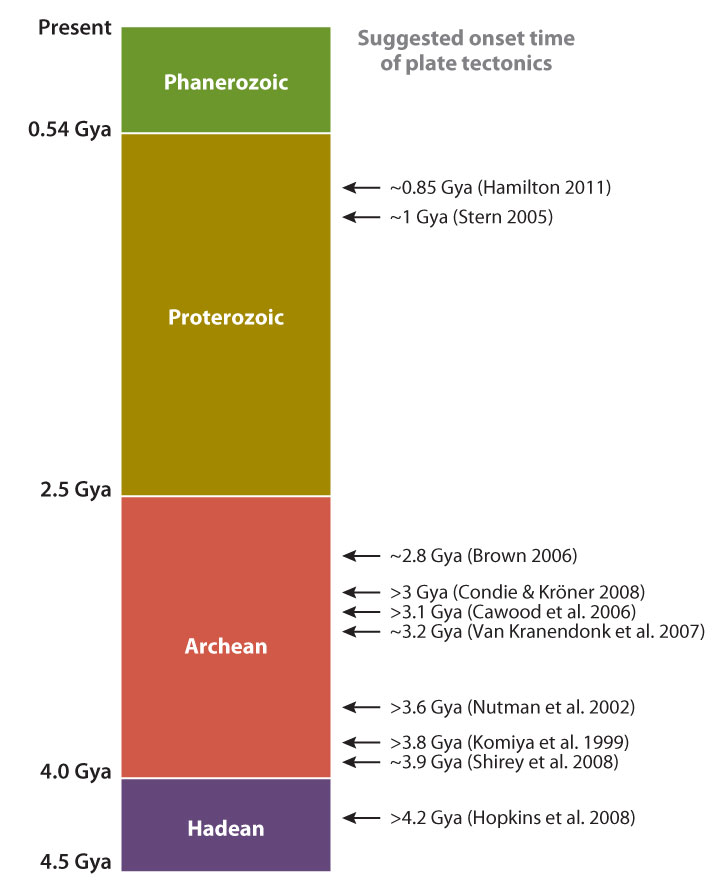 Present
Suggested onset time
of plate tectonics
Phanerozoic
0.54 Gya
~0.85 Gya (Hamilton 2011)
~1 Gya (Stern 2005)
Proterozoic
2.5 Gya
~2.8 Gya (Brown 2006)
>3 Gya (Condie & Kröner 2008)
>3.1 Gya (Cawood et al. 2006)
~3.2 Gya (Van Kranendonk et al. 2007)
Archean
>3.6 Gya (Nutman et al. 2002)
>3.8 Gya (Komiya et al. 1999)
~3.9 Gya (Shirey et al. 2008)
4.0 Gya
>4.2 Gya (Hopkins et al. 2008)
Hadean
4.5 Gya